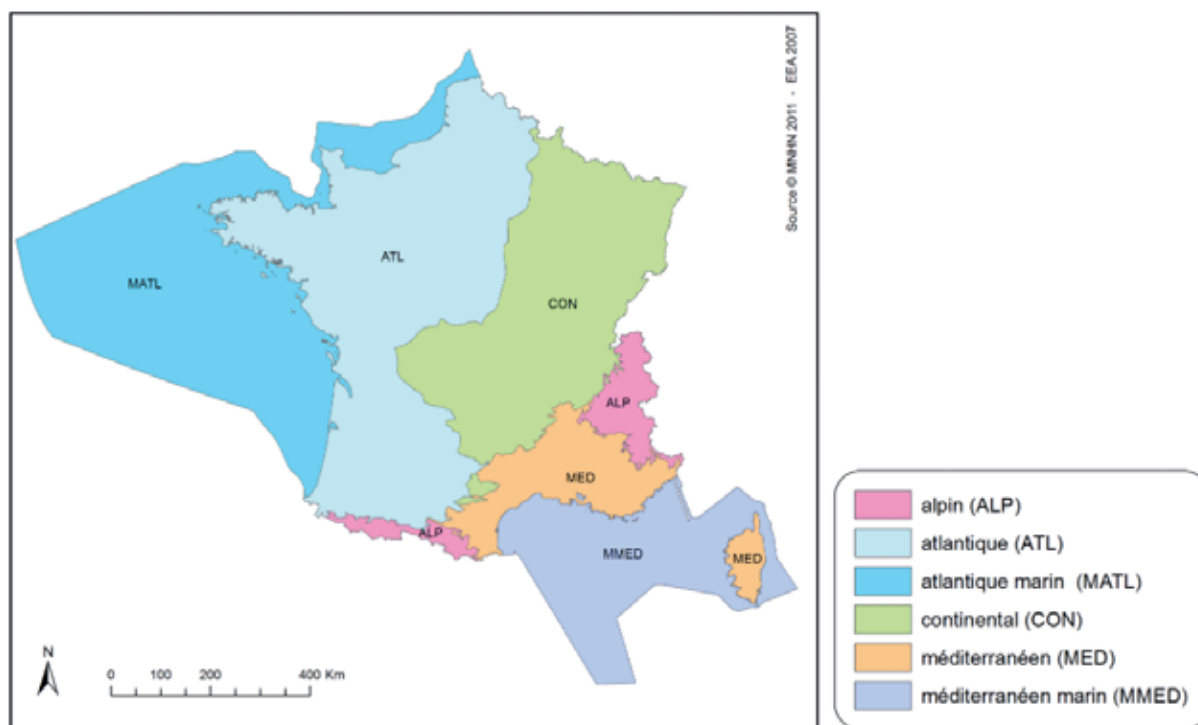 Source © MNHN 2011 - EEA 2007
MATL
ATL
CON
ALP
MED
ALP
MMED
MED
N
0 100 200 400 Km
alpin (ALP)
atlantique (ATL)
atlantique marin (MATL)
continental (CON)
méditerranéen (MED)
méditerranéen marin (MMED)